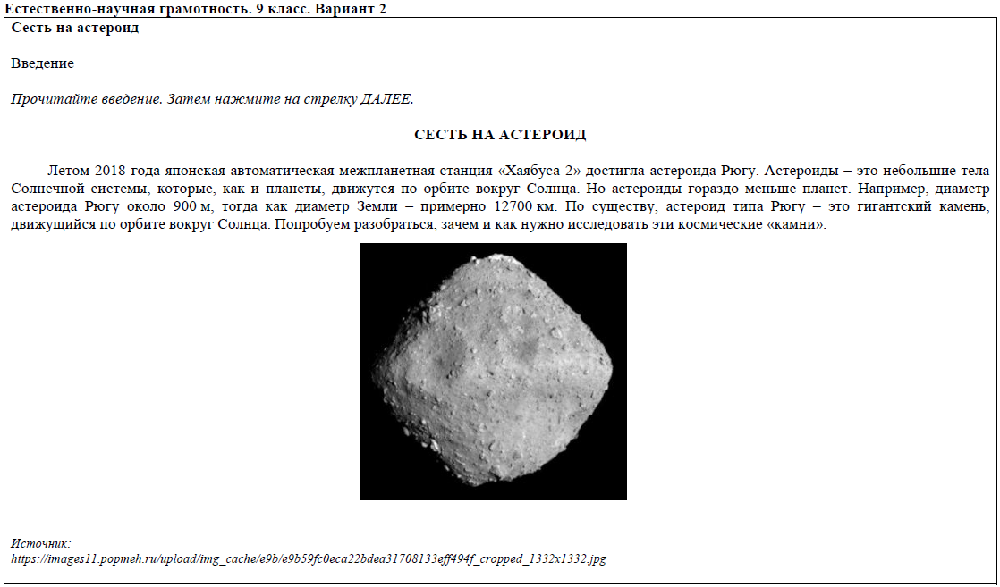 Естественно-научная грамотность. 9 класс. Вариант 2
Сесть на астероид
Введение
Прочитайте введение. Затем нажмите на стрелку ДАЛЕЕ.
СЕСТЬ НА АСТЕРОИД
Летом 2018 года японская автоматическая межпланетная станция «Хаябуса-2» достигла астероида Рюгу. Астероиды – это небольшие тела
Солнечной системы, которые, как и планеты, движутся по орбите вокруг Солнца. Но астероиды гораздо меньше планет. Например, диаметр
астероида Рюгу около 900 м, тогда как диаметр Земли – примерно 12700 км. По существу, астероид типа Рюгу – это гигантский камень,
движущийся по орбите вокруг Солнца. Попробуем разобраться, зачем и как нужно исследовать эти космические «камни».
Источник:
https://images11.popmeh.ru/upload/img_cache/e9b/e9b59fc0eca22bdea31708133eff494f_cropped_1332x1332.jpg